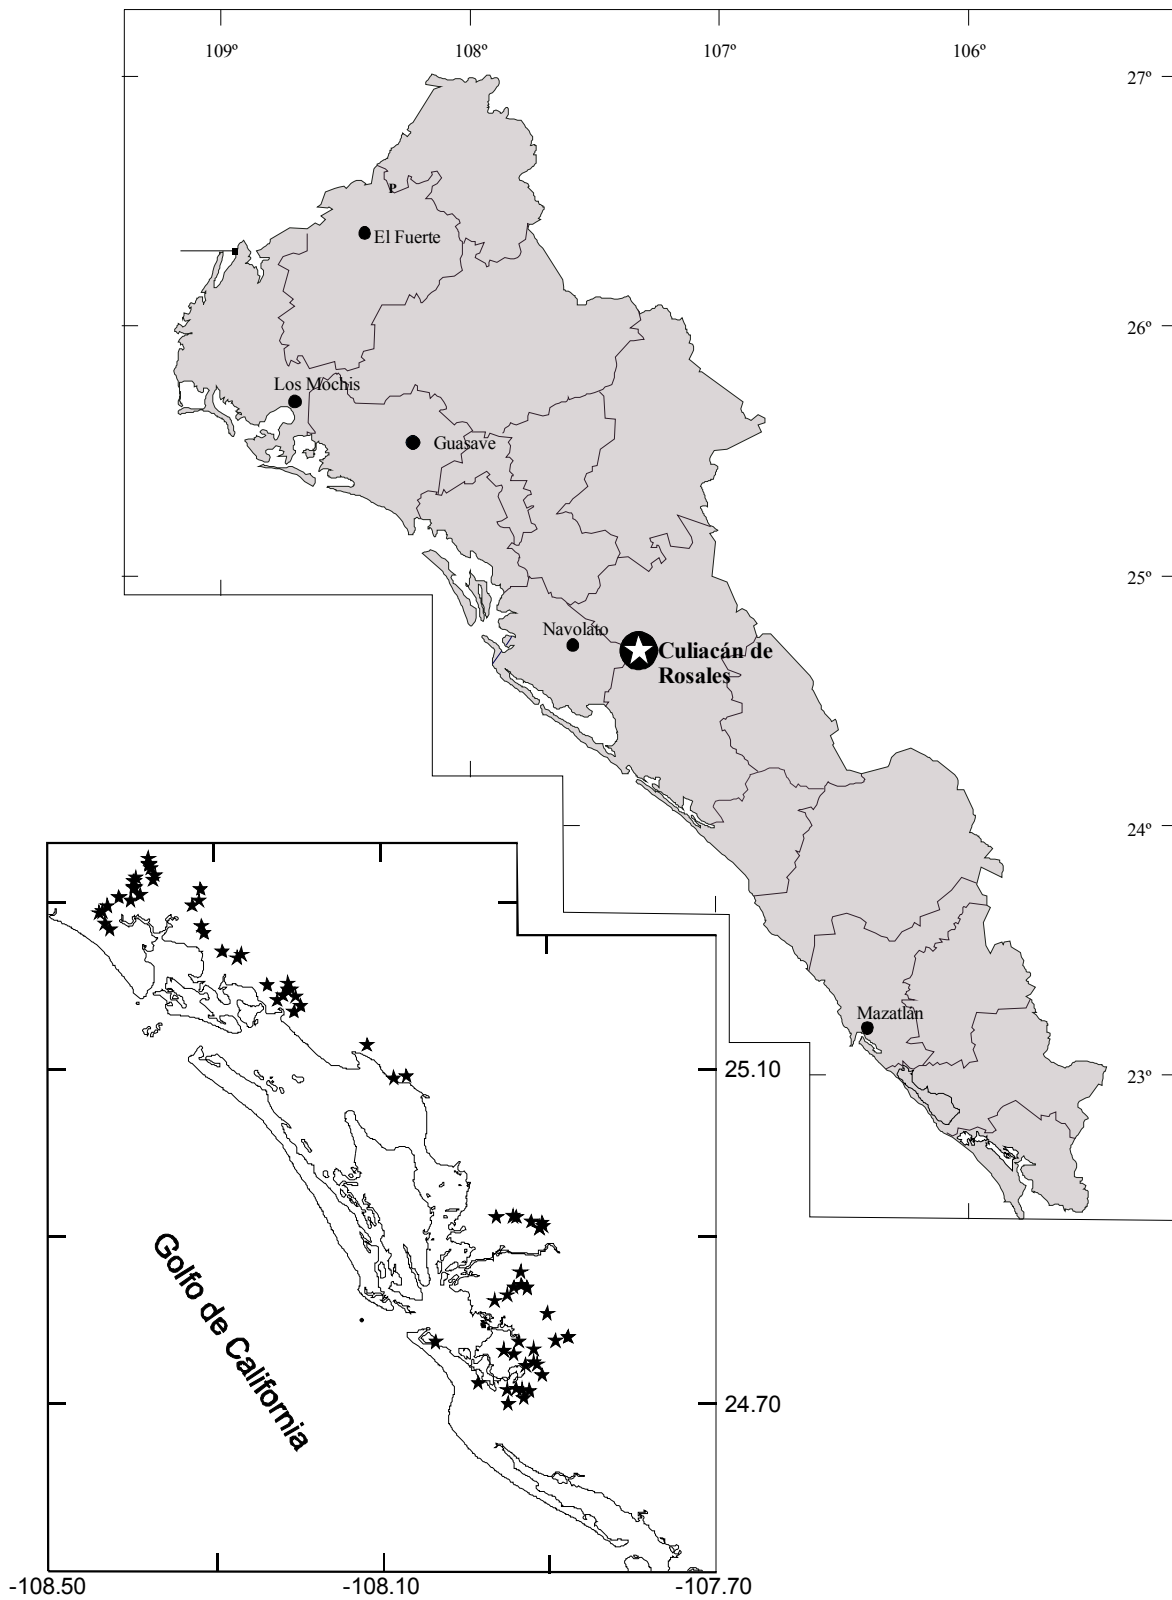 109º 108º 107º 106º
27º
P
El Fuerte
26º
Los Mochis
Guasave
25º
Navolato
Culiacán de
Rosales
24º
Mazatlán
23º
25.10
24.70
Golfo de California
-108.50 -108.10 -107.70